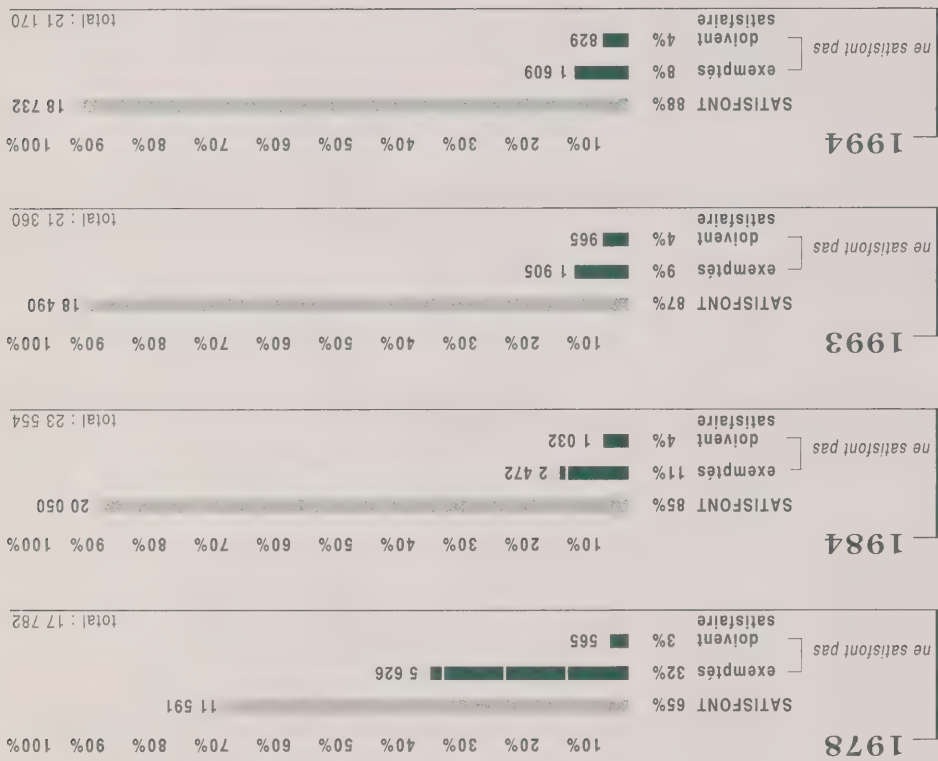 1978 10% 20% 30% 40% 50% 60% 70% 80% 90% 100%
SATISFONT 65% 11 591
exemptés 32% 5 626
ne satisfont pas
doivent 3% 565
satisfaire
total : 17 782
1984 10% 20% 30% 40% 50% 60% 70% 80% 90% 100%
SATISFONT 85% 20 050
exemptés 11% 2 472
ne satisfont pas
doivent 4% 1 032
satisfaire
total : 23 554
1993 10% 20% 30% 40% 50% 60% 70% 80% 90% 100%
SATISFONT 87% 18 490
exemptés 9% 1 905
ne satisfont pas
doivent 4% 965
satisfaire
total : 21 360
1994 10% 20% 30% 40% 50% 60% 70% 80% 90% 100%
SATISFONT 88% 18 732
exemptés 8% 1 609
ne satisfont pas
doivent 4% 829
satisfaire
total : 21 170